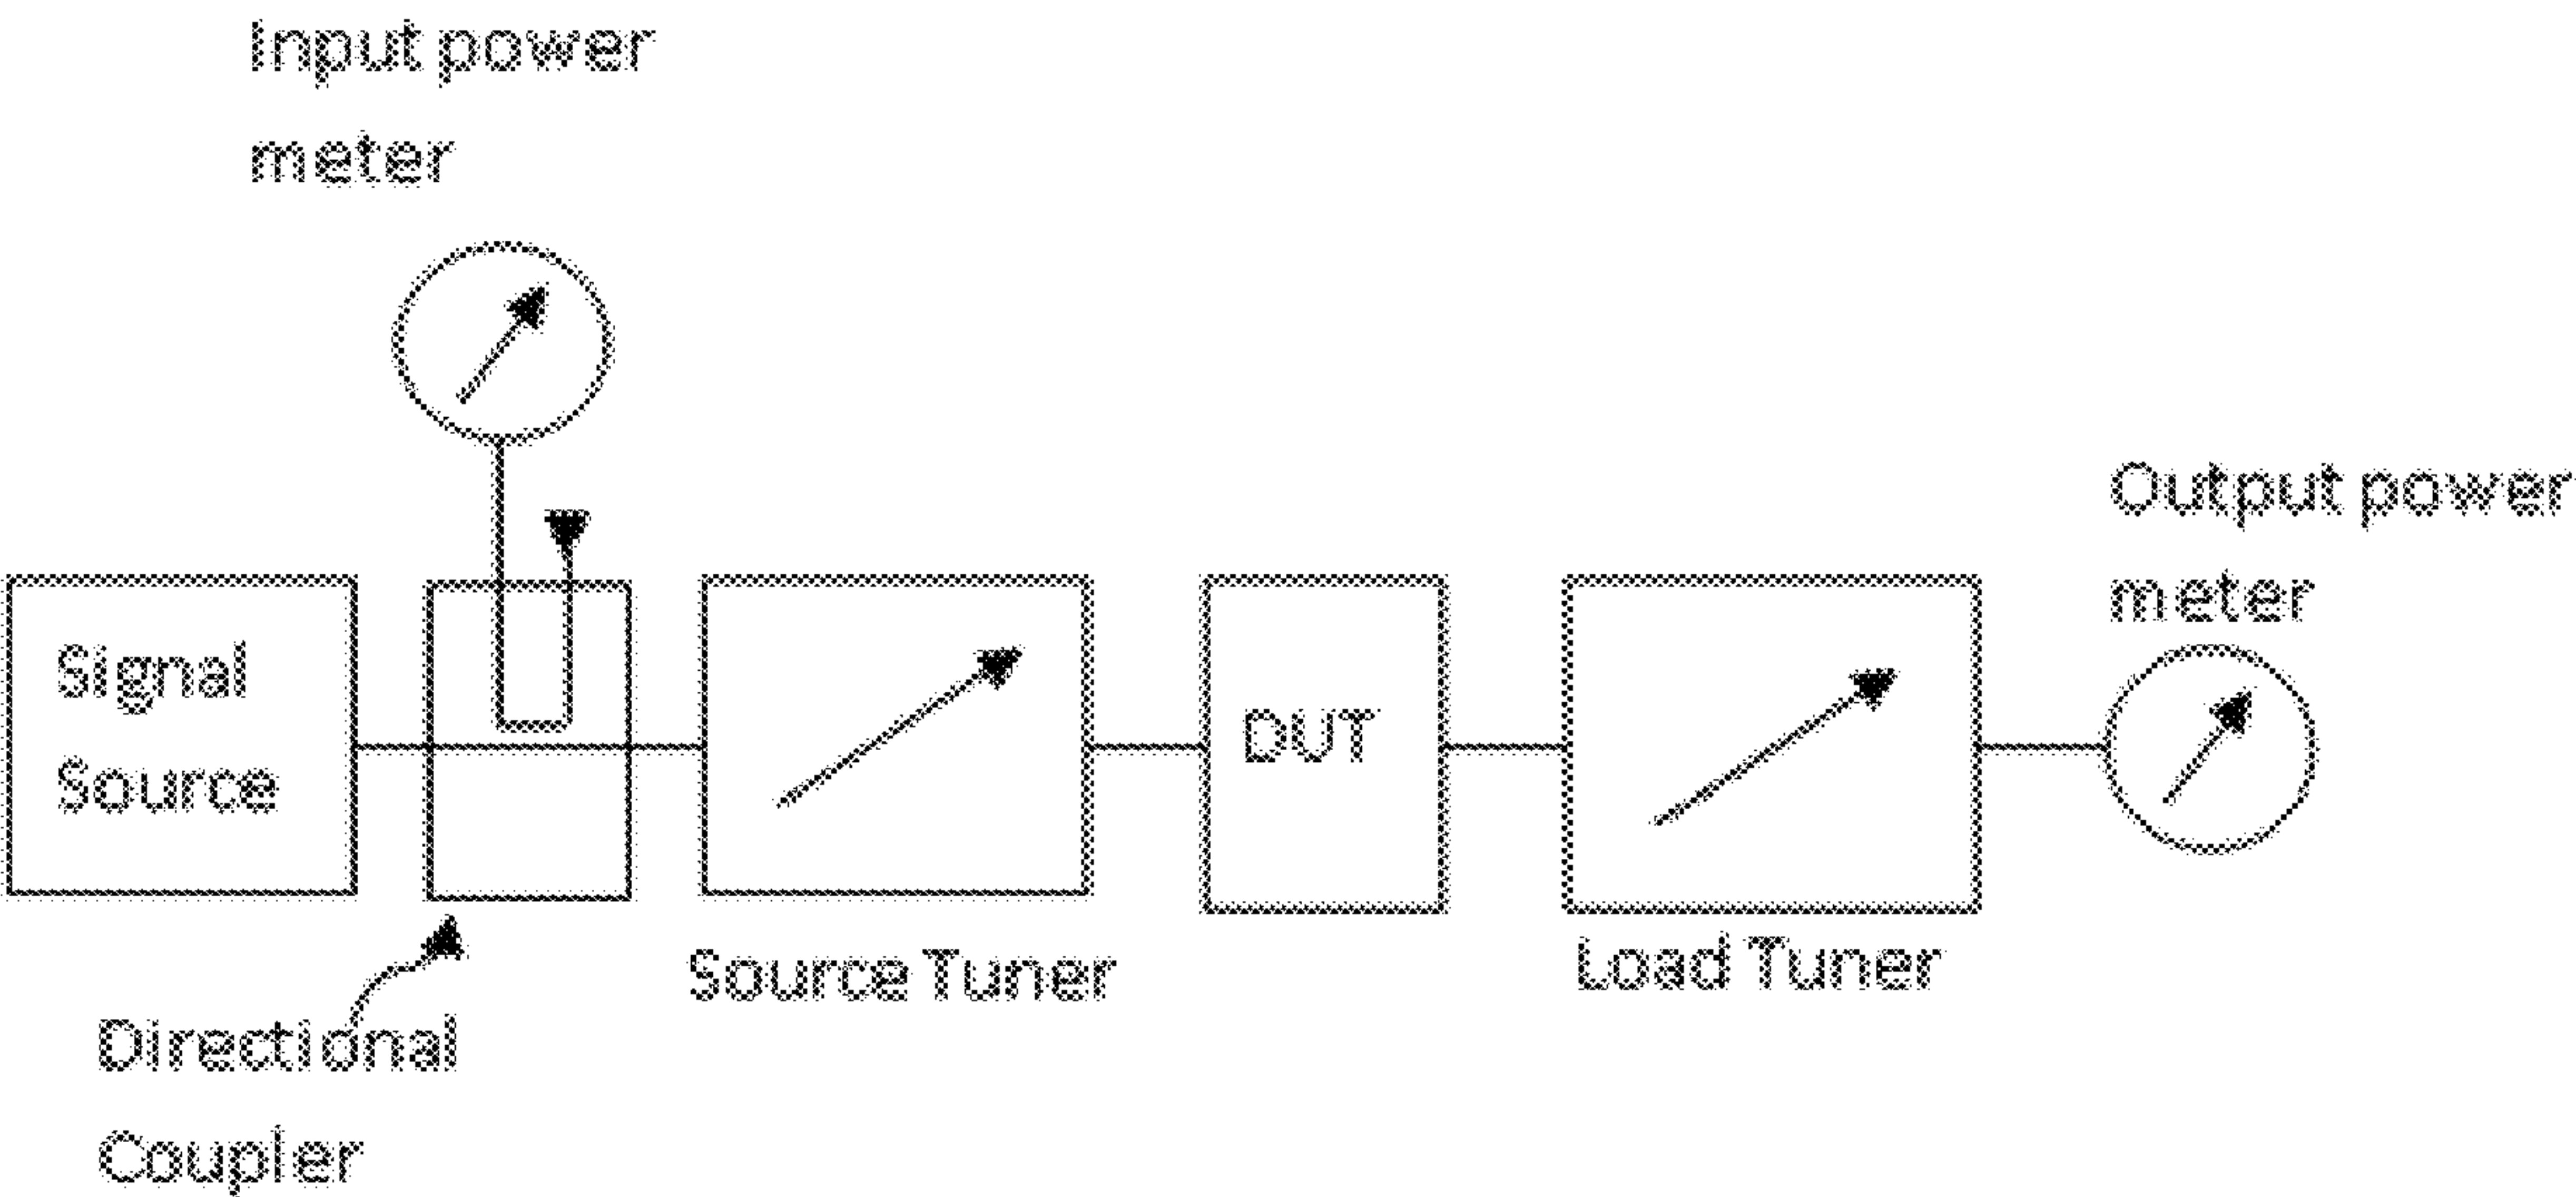 Input power
meter
Output power
meter
Signal
Source
DUT
Source Tuner
Load Tuner
Directional
Coupler